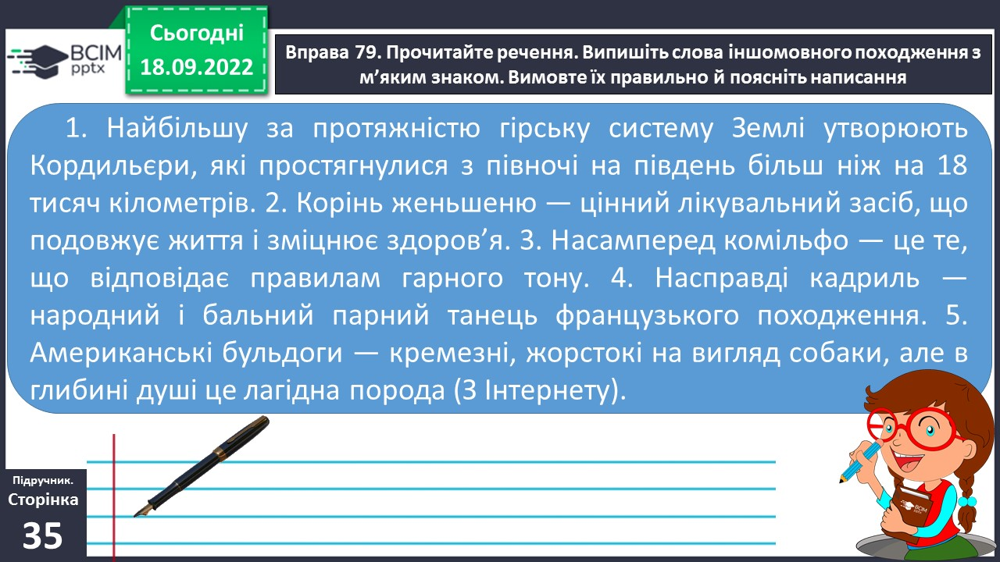 Сьогодні
18.09.2022
ВСІМ
pptx
Вправа 79. Прочитайте речення. Випишіть слова іншомовного походження з
м’яким знаком. Вимовте їх правильно й поясніть написання
1. Найбільшу за протяжністю гірську систему Землі утворюють
Кордильєри, які простягнулися з півночі на південь більш ніж на 18
тисяч кілометрів. 2. Корінь женьшеню — цінний лікувальний засіб, що
подовжує життя і зміцнює здоров’я. 3. Насамперед комільфо — це те,
що відповідає правилам гарного тону. 4. Насправді кадриль —
народний і бальний парний танець французького походження. 5.
Американські бульдоги — кремезні, жорстокі на вигляд собаки, але в
глибині душі це лагідна порода (З Інтернету).
Підручник.
Сторінка
35
ВСІМ
pptx